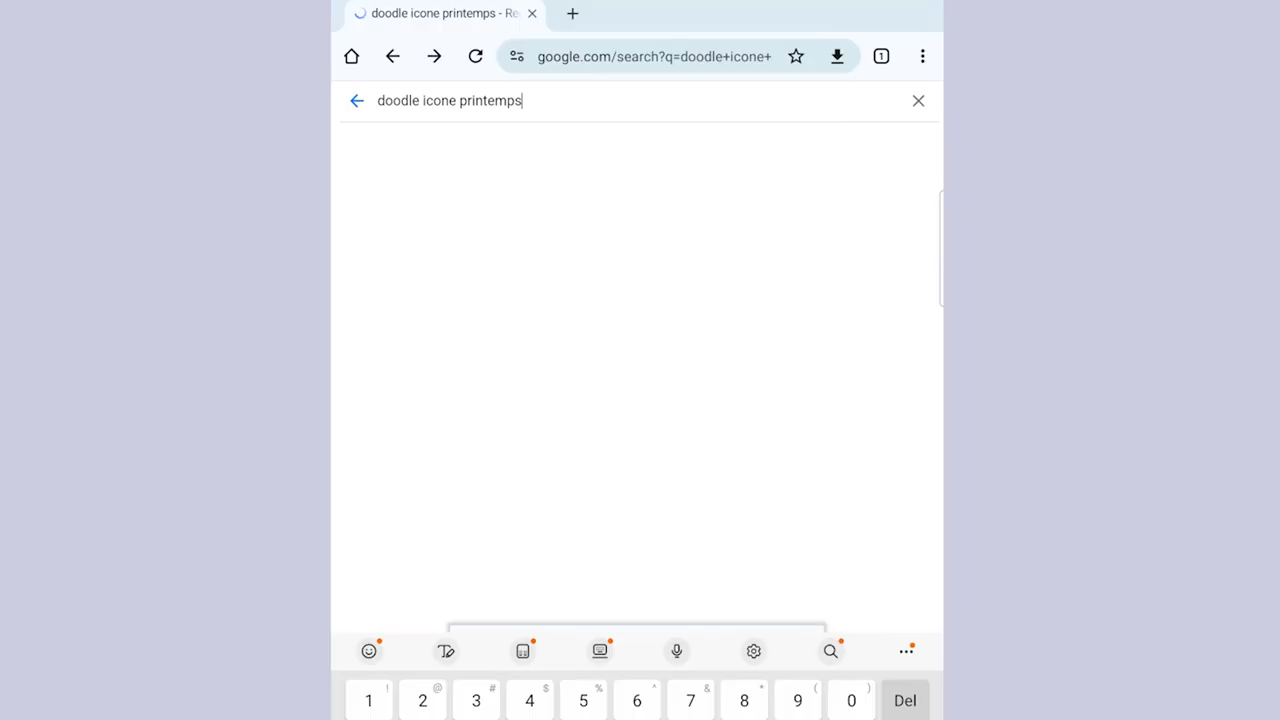 doodle icone printemps - Re
google.com/search?q=doodle+icone+
1
doodle icone printemps
! @ # $ % ^ & * ( )
1 2 3 4 5 6 7 8 9 0 Del